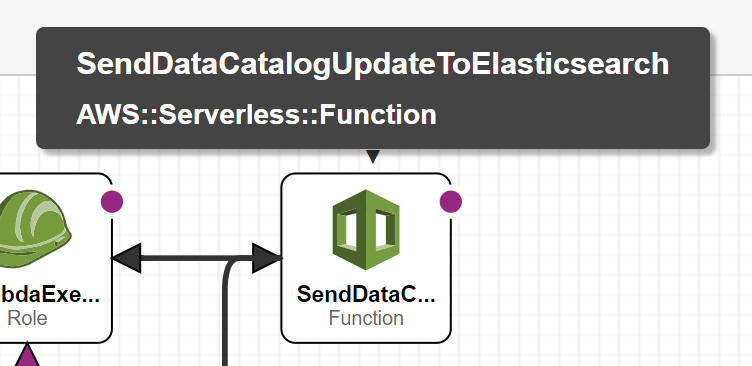 SendDataCatalogUpdateToElasticsearch
AWS::Serverless::Function
bdaExe...
Role
SendDataC...
Function